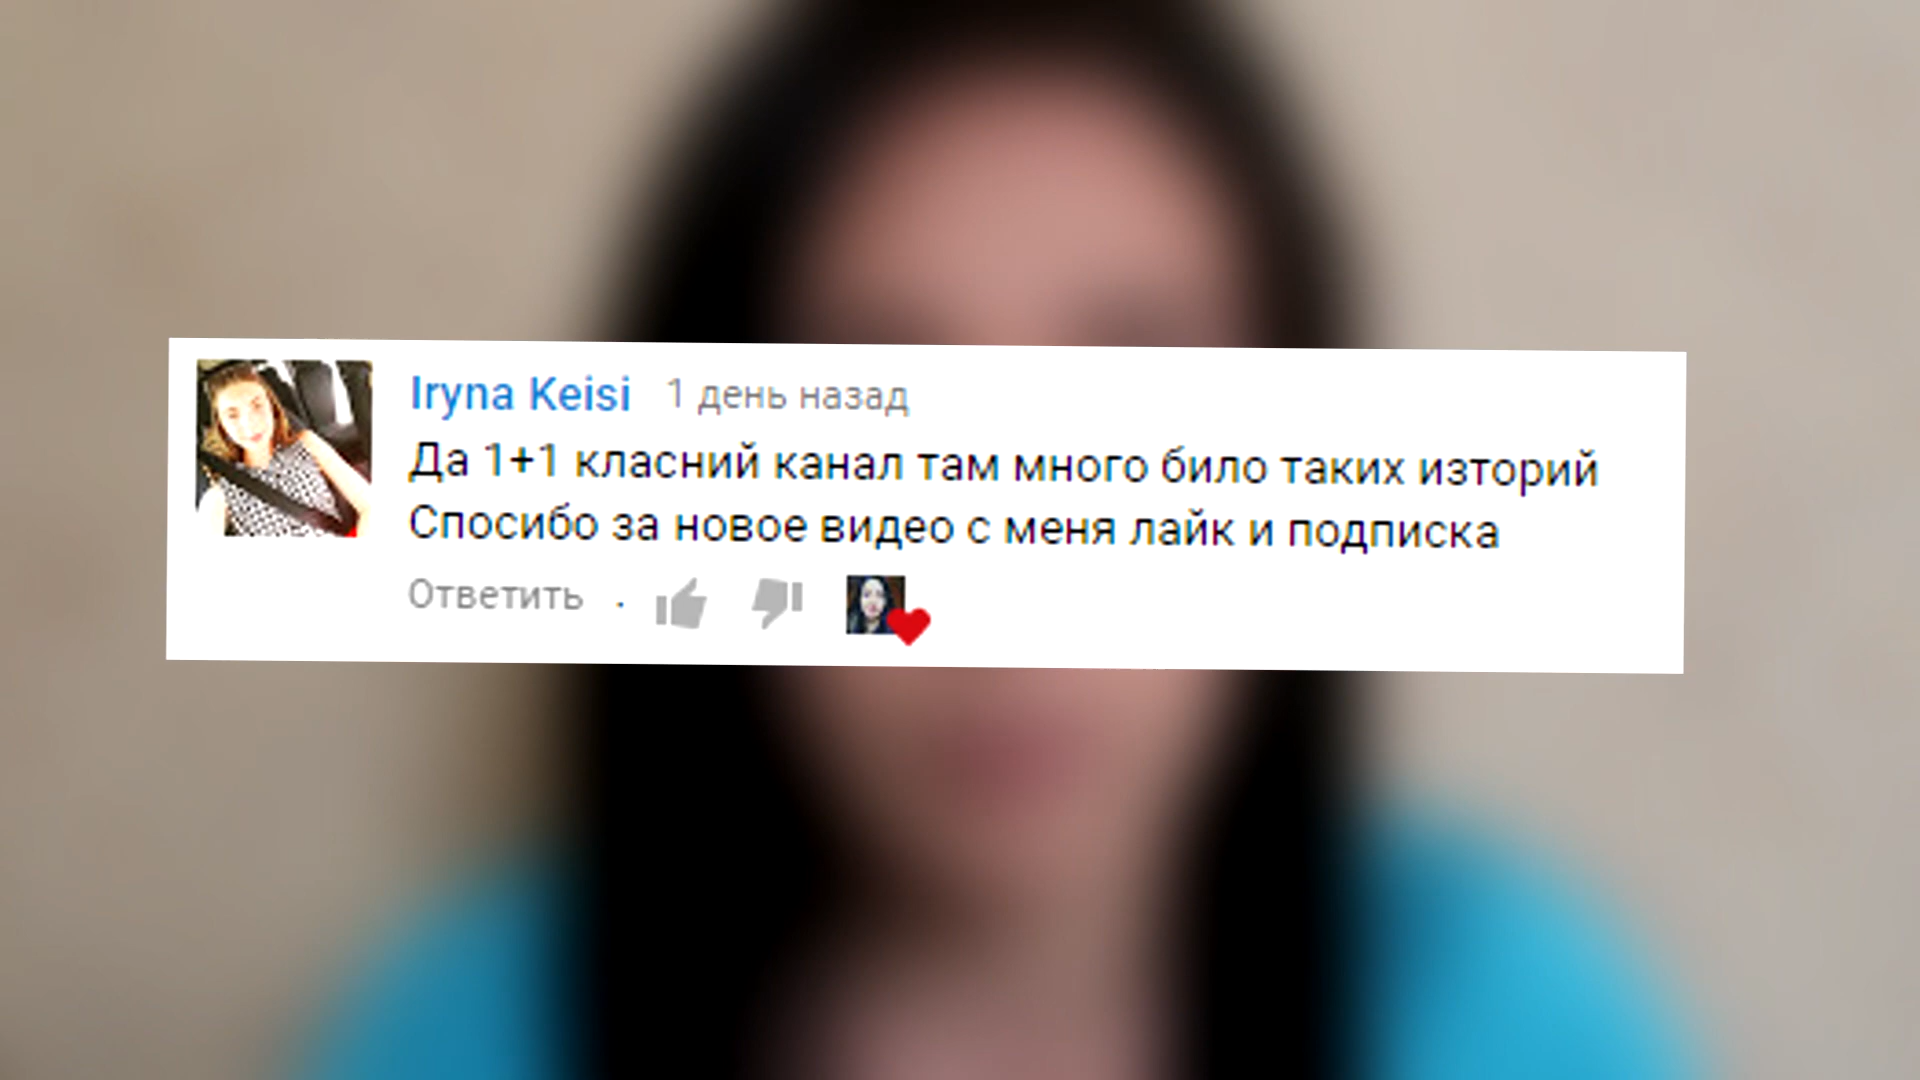 Iryna Keisi 1 день назад
Да 1+1 класний канал там много било таких изторий
Спосибо за новое видео с меня лайк и подписка
Ответить